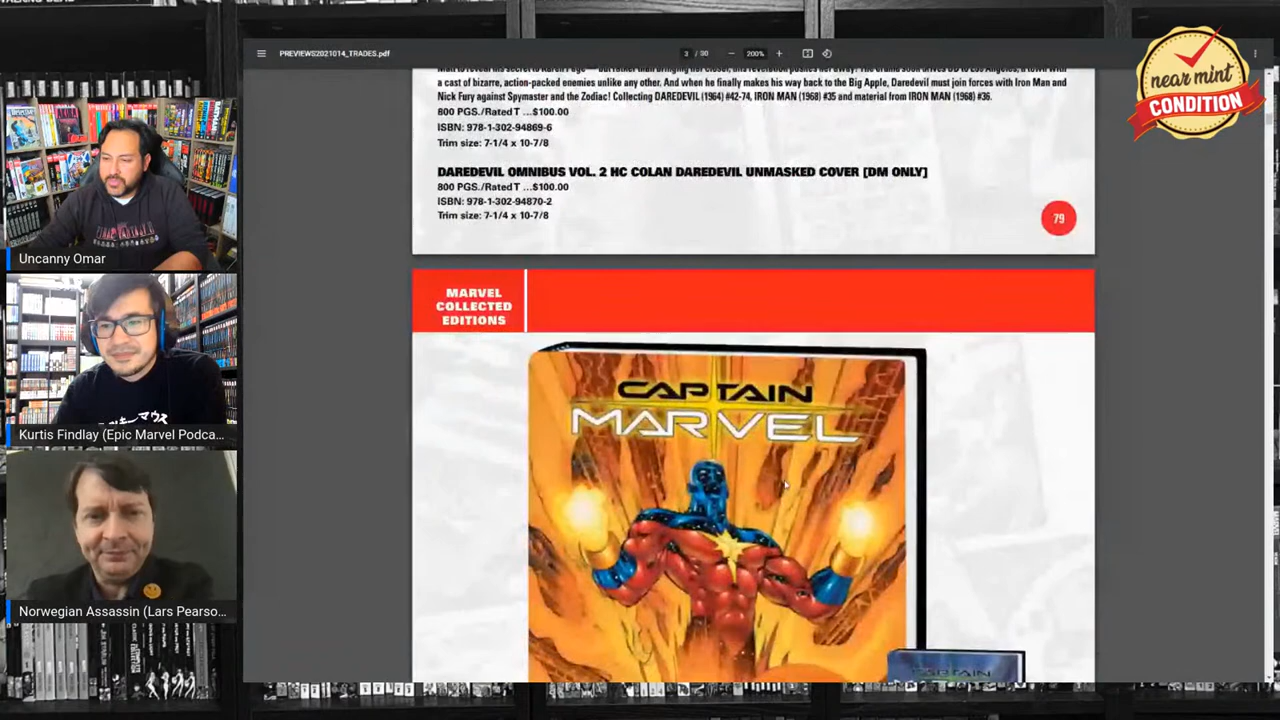 PREVIEWS2021014_TRADES.pdf
3 / 90
200%
near mint
CONDITION
a cast of bizarre, action-packed enemies unlike any other. And when he finally makes his way back to the Big Apple, Daredevil must join forces with Iron Man and
Nick Fury against Spymaster and the Zodiac! Collecting DAREDEVIL (1964) #42-74, IRON MAN (1968) #35 and material from IRON MAN (1968) #36.
800 PGS./Rated T ...$100.00
ISBN: 978-1-302-94869-6
Trim size: 7-1/4 x 10-7/8
DAREDEVIL OMNIBUS VOL. 2 HC COLAN DAREDEVIL UNMASKED COVER [DM ONLY]
800 PGS./Rated T ...$100.00
ISBN: 978-1-302-94870-2
Trim size: 7-1/4 x 10-7/8
79
MARVEL
COLLECTED
EDITIONS
CAPTAIN
MARVEL
CAPTAIN
Uncanny Omar
Kurtis Findlay (Epic Marvel Podca...
Norwegian Assassin (Lars Pearso...